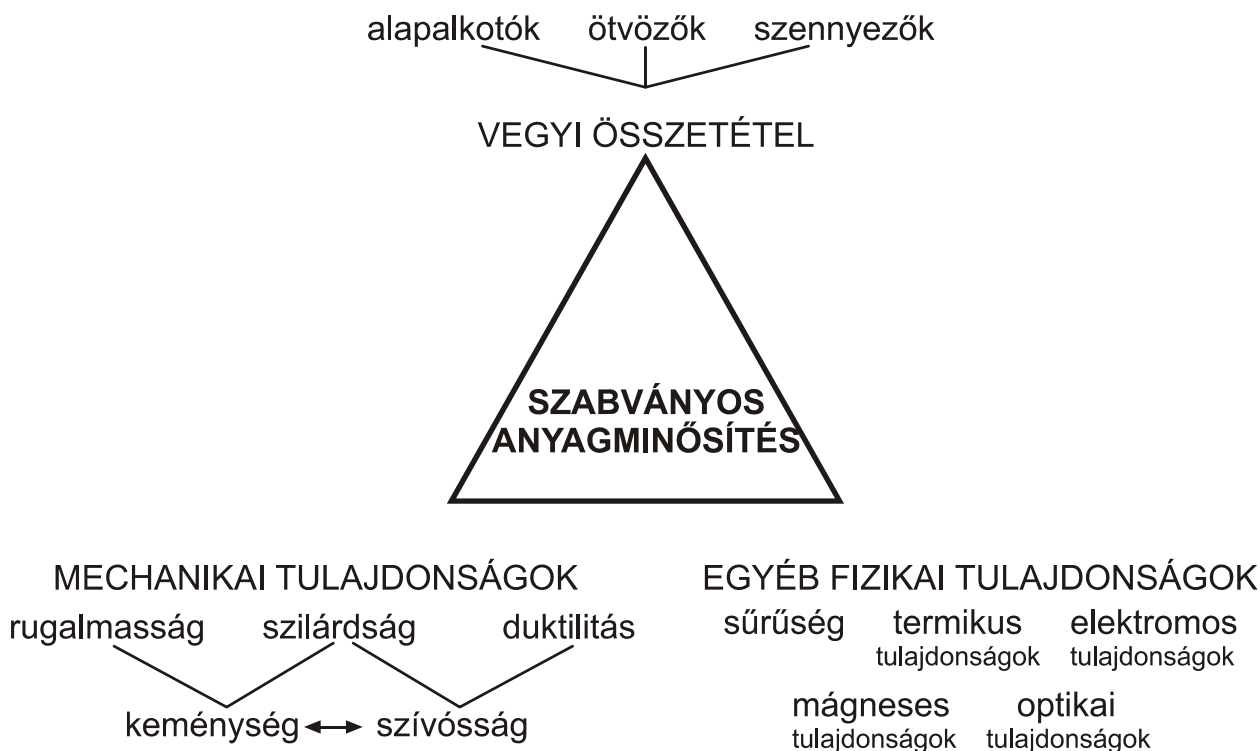 alapalkotók ötvözők szennyezők
VEGYI ÖSSZETÉTEL
SZABVÁNYOS
ANYAGMINŐSÍTÉS
MECHANIKAI TULAJDONSÁGOK
rugalmasság szilárdság duktilitás
keménység szívósság
EGYÉB FIZIKAI TULAJDONSÁGOK
sűrűség termikus elektromos
tulajdonságok tulajdonságok
mágneses optikai
tulajdonságok tulajdonságok